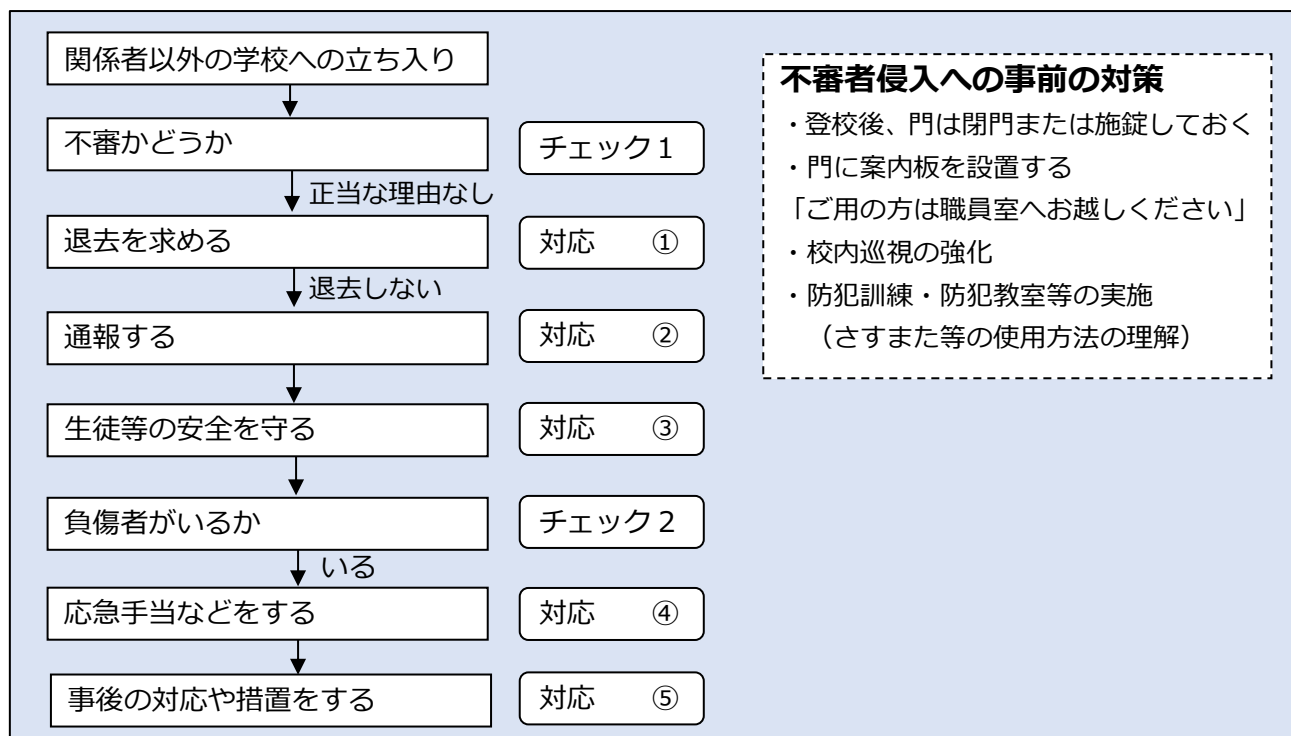 関係者以外の学校への立ち入り
不審かどうか
チェック１
正当な理由なし
退去を求める
対応　　①
退去しない
通報する
対応　　②
生徒等の安全を守る
対応　　③
負傷者がいるか
チェック２
いる
応急手当などをする
対応　　④
事後の対応や措置をする
対応　　⑤
不審者侵入への事前の対策
・登校後、門は閉門または施錠しておく
・門に案内板を設置する
「ご用の方は職員室へお越しください」
・校内巡視の強化
・防犯訓練・防犯教室等の実施
（さすまた等の使用方法の理解）